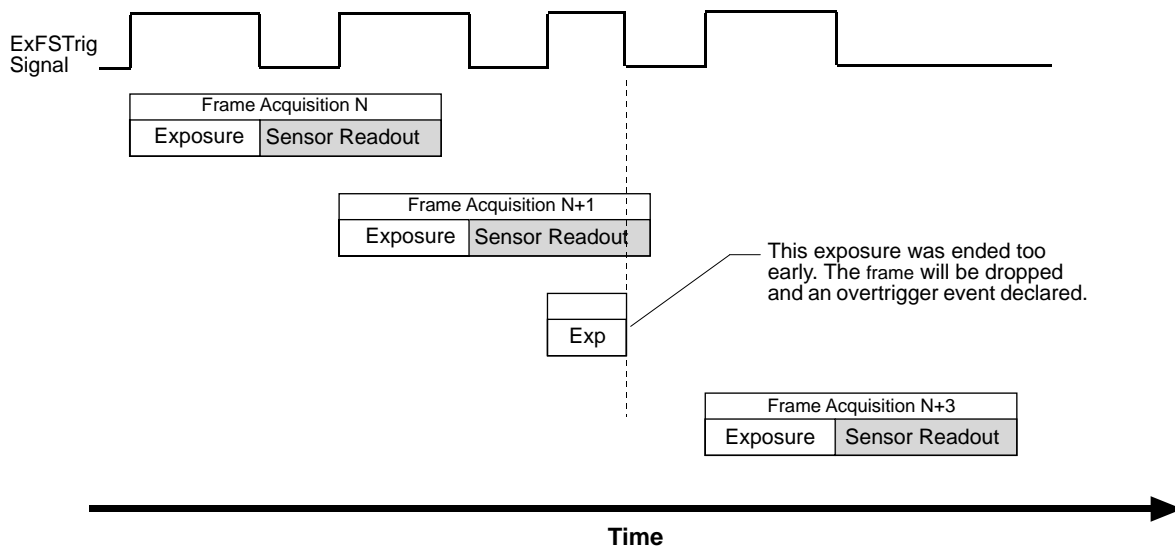 ExFSTrig
Signal
Frame Acquisition N
Exposure Sensor Readout
Frame Acquisition N+1
Exposure Sensor Readout
This exposure was ended too
early. The frame will be dropped
and an overtrigger event declared.
Exp
Frame Acquisition N+3
Exposure Sensor Readout
Time